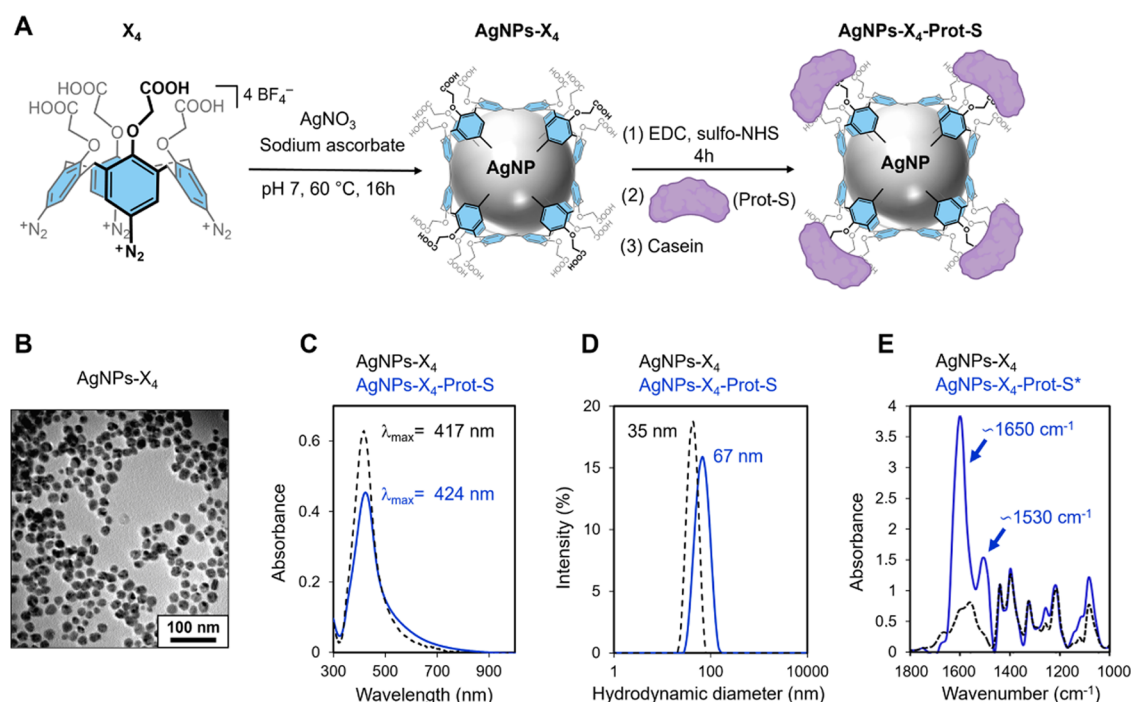 A
X₄
HOOC
COOH
HOOC
COOH
4 BF₄⁻
O
O
O
O
⁺N₂
⁺N₂
⁺N₂
⁺N₂
AgNO₃
Sodium ascorbate
pH 7, 60 °C, 16h
AgNPs-X₄
COOH
COOH
AgNP
HOOC
COOH
(1) EDC, sulfo-NHS
4h
(2)
(Prot-S)
(3) Casein
AgNPs-X₄-Prot-S
AgNP
B
AgNPs-X₄
100 nm
C
AgNPs-X₄
AgNPs-X₄-Prot-S
λmax= 417 nm
λmax= 424 nm
0.6
0.4
0.2
0
300
500
700
900
Absorbance
Wavelength (nm)
D
AgNPs-X₄
AgNPs-X₄-Prot-S
35 nm
67 nm
20
15
10
5
0
1
100
10000
Intensity (%)
Hydrodynamic diameter (nm)
E
AgNPs-X₄
AgNPs-X₄-Prot-S*
~1650 cm⁻¹
~1530 cm⁻¹
4
3.5
3
2.5
2
1.5
1
0.5
0
1800
1600
1400
1200
1000
Absorbance
Wavenumber (cm⁻¹)